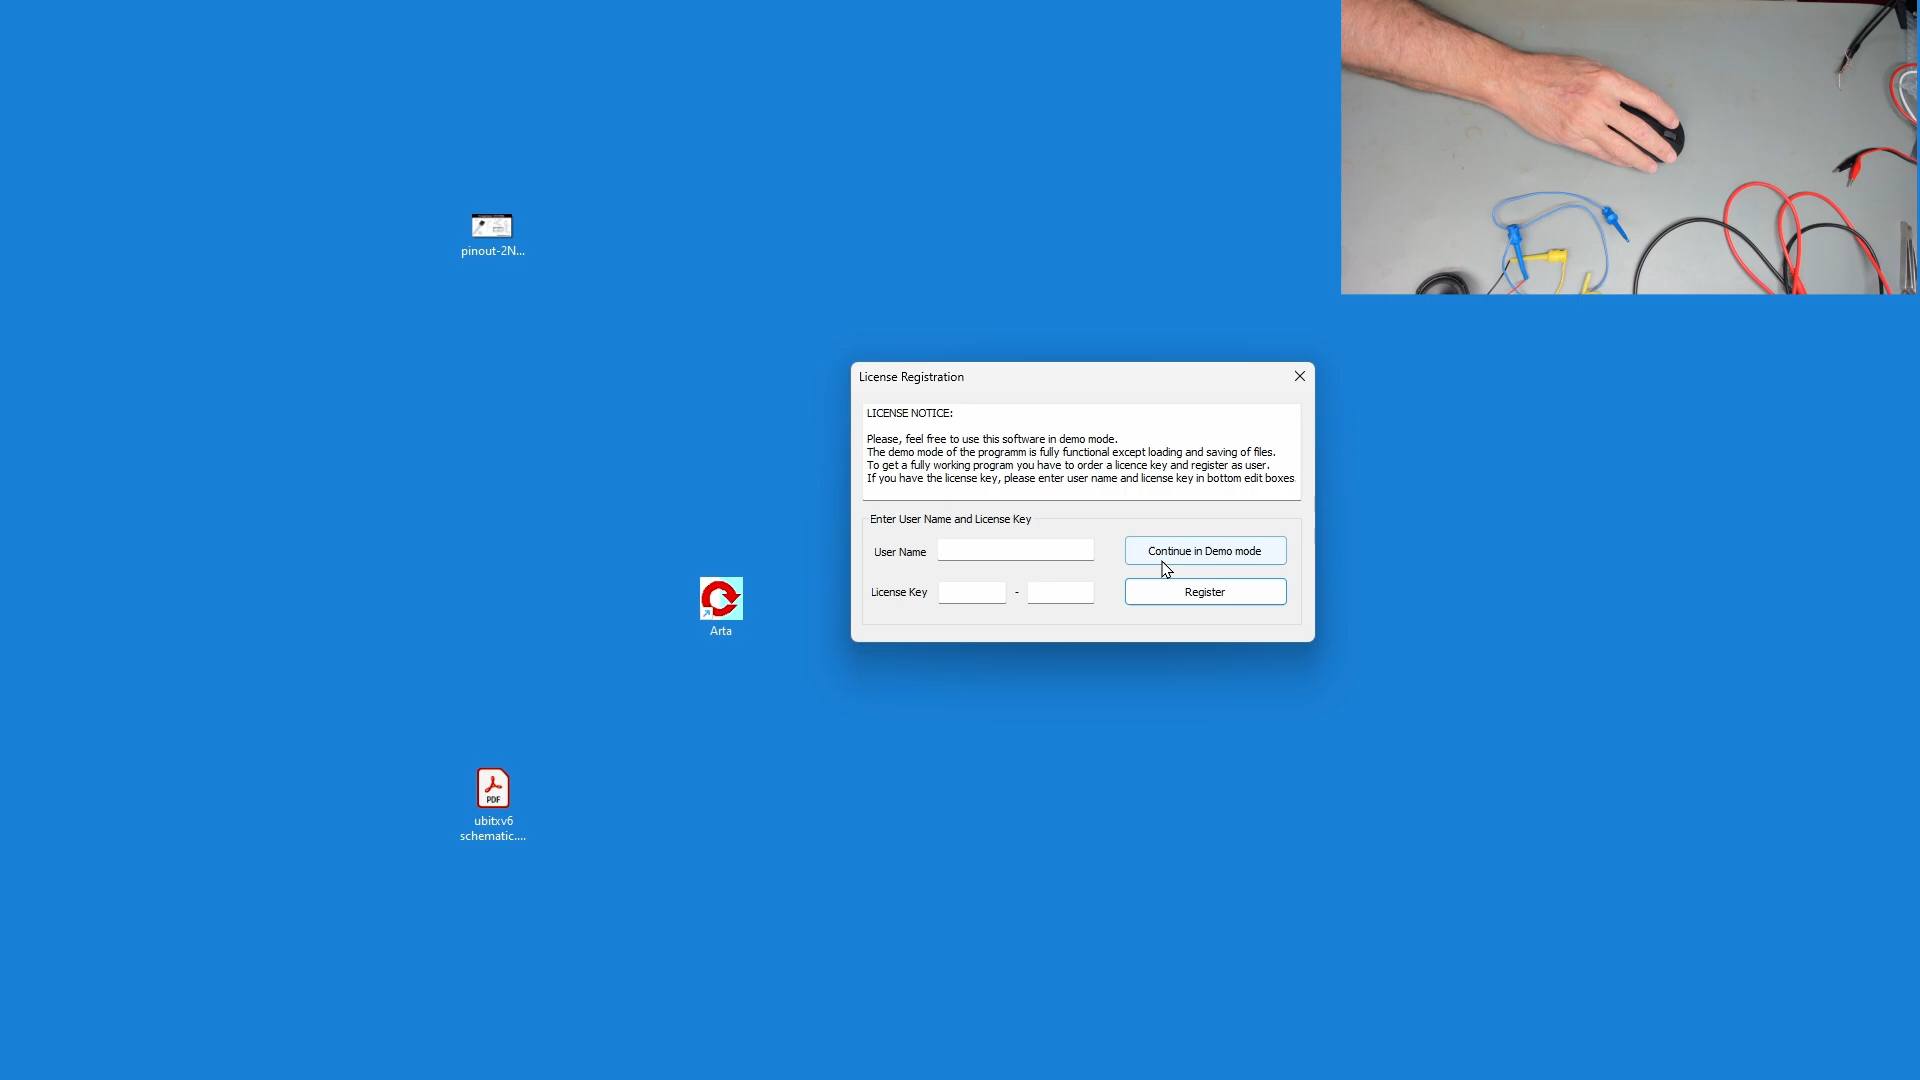 pinout-2N...
License Registration
LICENSE NOTICE:
Please, feel free to use this software in demo mode.
The demo mode of the programm is fully functional except loading and saving of files.
To get a fully working program you have to order a licence key and register as user.
If you have the license key, please enter user name and license key in bottom edit boxes.
Enter User Name and License Key
User Name
Continue in Demo mode
License Key
-
Register
Arta
PDF
ubitxv6
schematic....